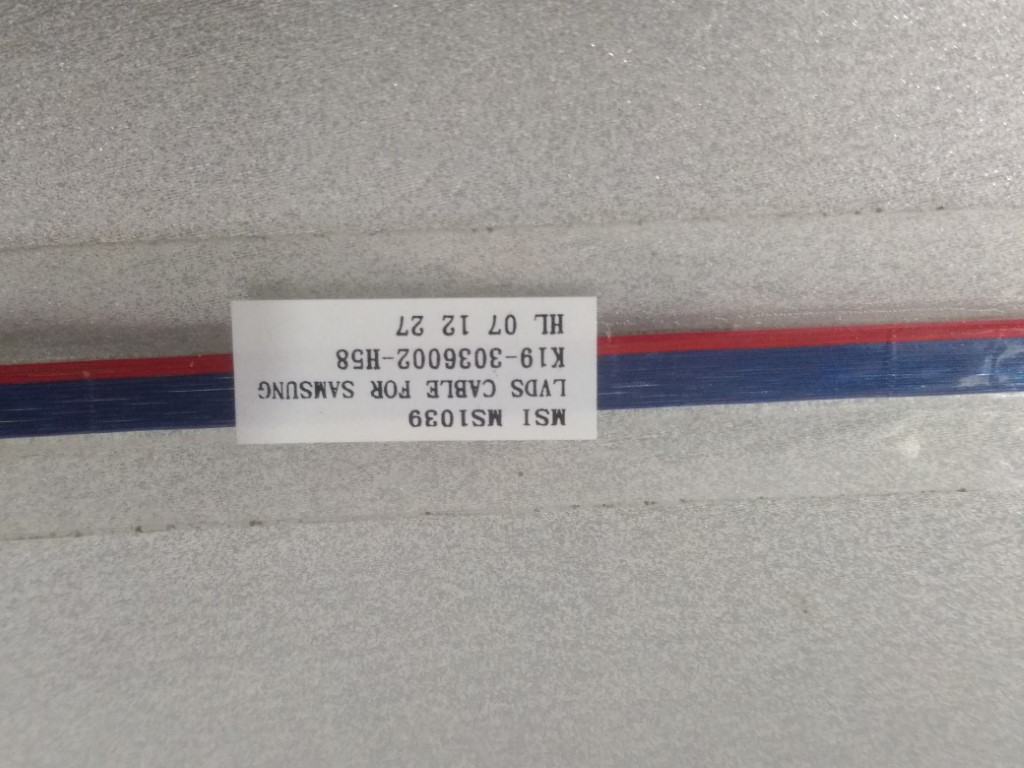 MSI MS1039
LVDS CABLE FOR SAMSUNG
K19-3036002-H58
HL 07 12 27